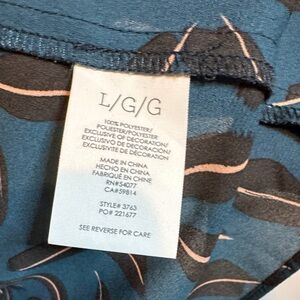 L/G/G
100% POLYESTER/
POLIÉSTER/POLYESTER
EXCLUSIVE OF DECORATION/
EXCLUSIVO DE DECORACIÓN/
EXCLUSIVITE DE DÉCORATION
MADE IN CHINA
HECHO EN CHINA
FABRIQUÉ EN CHINE
RN#54077
CA#59814
STYLE# 3763
PO# 221677
SEE REVERSE FOR CARE